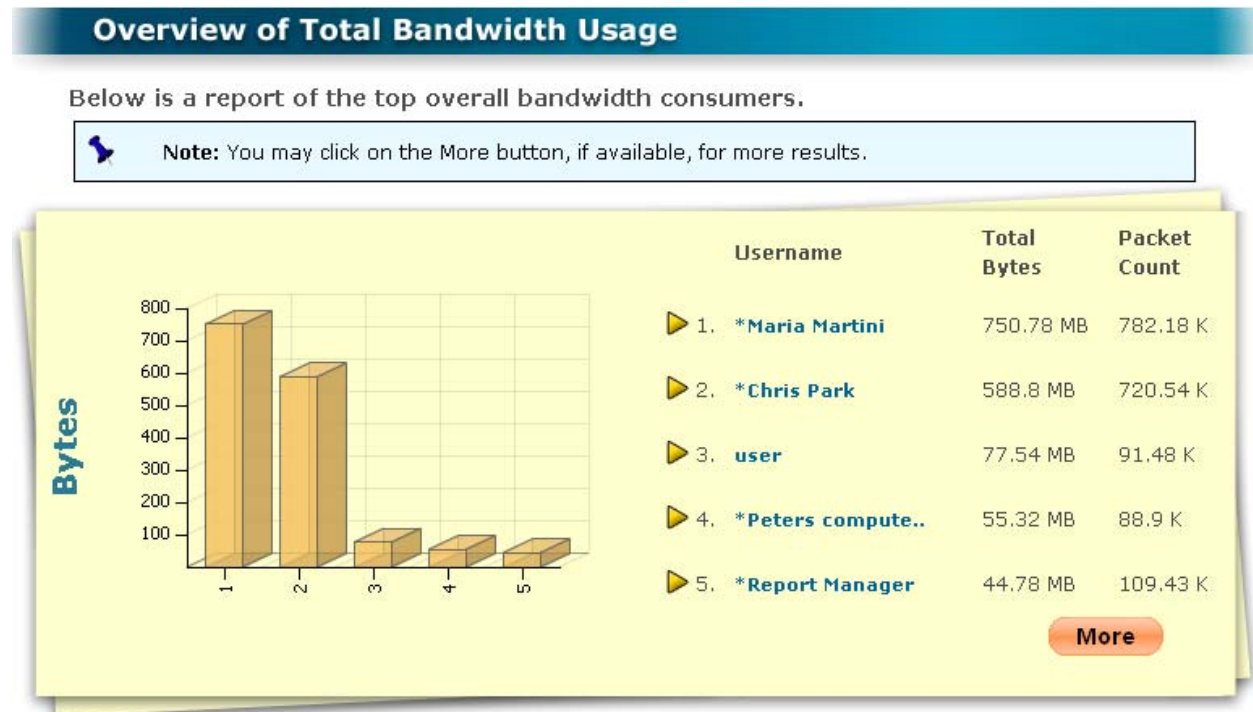 Overview of Total Bandwidth Usage
Below is a report of the top overall bandwidth consumers.
Note: You may click on the More button, if available, for more results.
Bytes
800
700
600
500
400
300
200
100
1
2
3
4
5
Username Total Bytes Packet Count
1. *Maria Martini 750.78 MB 782.18 K
2. *Chris Park 588.8 MB 720.54 K
3. user 77.54 MB 91.48 K
4. *Peters compute.. 55.32 MB 88.9 K
5. *Report Manager 44.78 MB 109.43 K
More